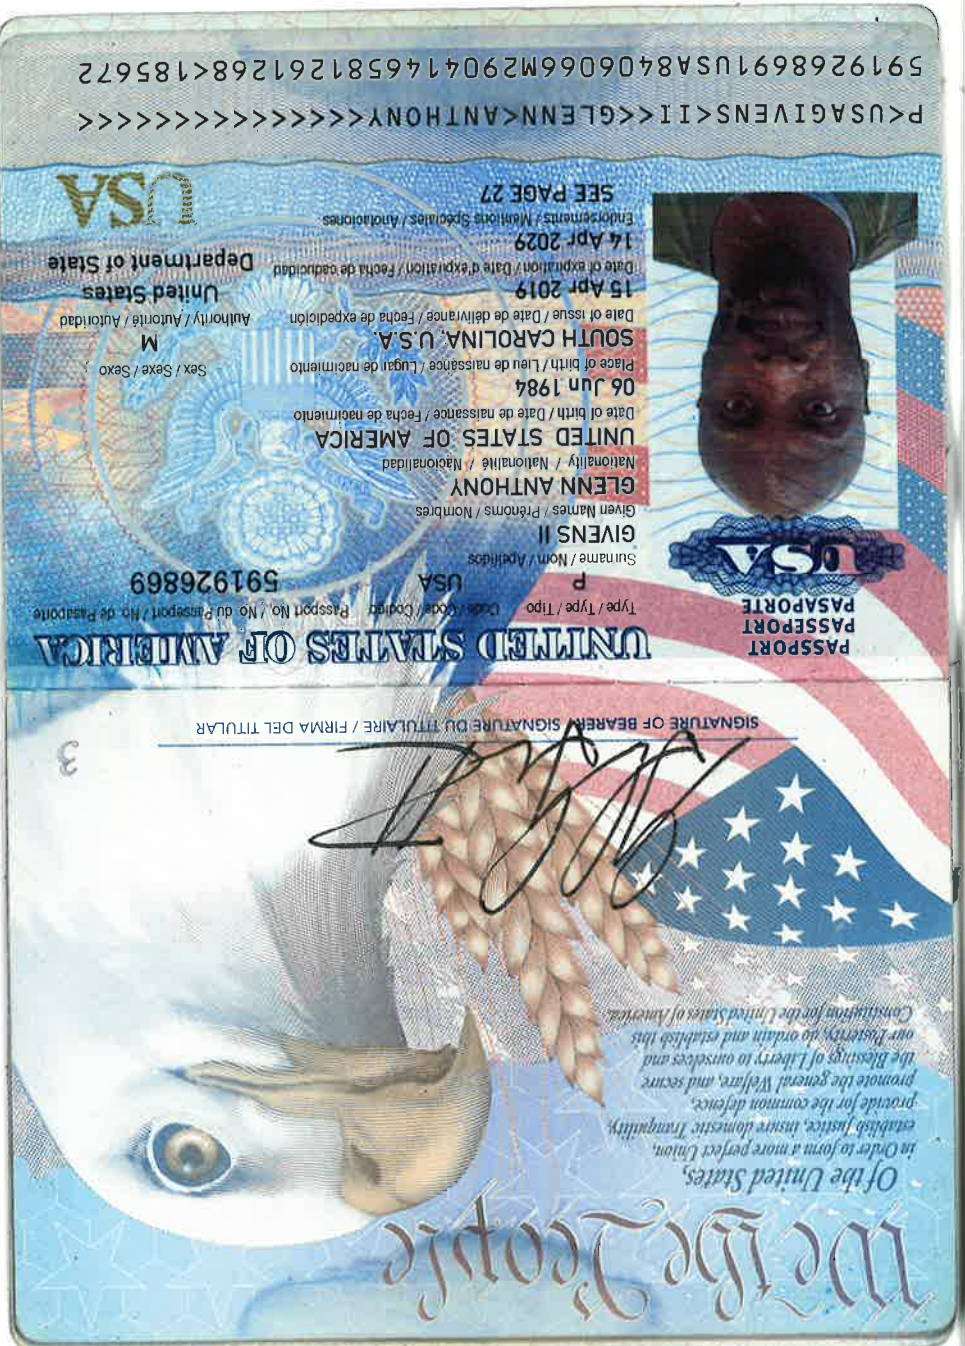 We the People
Of the United States,
in Order to form a more perfect Union,
establish Justice, insure domestic Tranquility,
provide for the common defence,
promote the general Welfare, and secure
the Blessings of Liberty to ourselves and
our Posterity, do ordain and establish this
Constitution for the United States of America.
SIGNATURE OF BEARER / SIGNATURE DU TITULAIRE / FIRMA DEL TITULAR
3
PASSPORT
PASSEPORT
PASAPORTE
USA
UNITED STATES OF AMERICA
Type / Type / Tipo Code / Code / Codigo Passport No. / No. du Passeport / No. de Pasaporte
P USA 591926869
Surname / Nom / Apellidos
GIVENS II
Given Names / Prénoms / Nombres
GLENN ANTHONY
Nationality / Nationalité / Nacionalidad
UNITED STATES OF AMERICA
Date of birth / Date de naissance / Fecha de nacimiento
06 Jun 1984
Place of birth / Lieu de naissance / Lugar de nacimiento
SOUTH CAROLINA, U.S.A.
Sex / Sexe / Sexo
M
Date of issue / Date de délivrance / Fecha de expedición
15 Apr 2019
Authority / Autorité / Autoridad
United States
Department of State
Date of expiration / Date d'expiration / Fecha de caducidad
14 Apr 2029
Endorsements / Mentions Spéciales / Anotaciones
SEE PAGE 27
USA
P<USAGIVENS<II<<GLENN<ANTHONY<<<<<<<<<<<<<<<
5919268691USA8406066M2904146581261268<185672